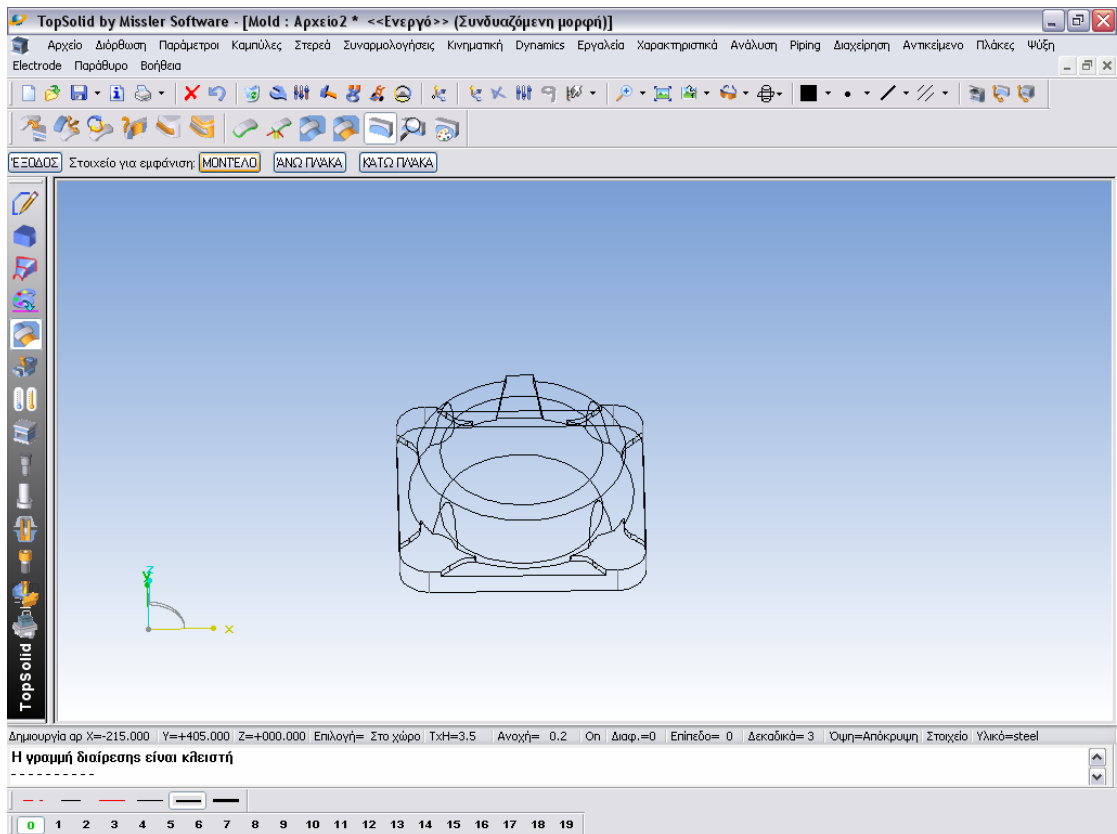 TopSolid by Missler Software - [Mold : Αρχείο2 * <<Ενεργό>> (Συνδυαζόμενη μορφή)]
Αρχείο Διόρθωση Παράμετροι Καμπύλες Στερεά Συναρμολογήσεις Κινηματική Dynamics Εργαλεία Χαρακτηριστικά Ανάλυση Piping Διαχείρηση Αντικείμενο Πλάκες Ψύξη
Electrode Παράθυρο Βοήθεια
ΈΞΟΔΟΣ Στοιχείο για εμφάνιση: ΜΟΝΤΕΛΟ ΆΝΩ ΠΛΑΚΑ ΚΑΤΩ ΠΛΑΚΑ
Z
Y
X
TopSolid
Δημιουργία αρ X=-215.000 Y=+405.000 Z=+000.000 Επιλογή= Στο χώρο TxH=3.5 Ανοχή= 0.2 On Διαφ.=0 Επίπεδο= 0 Δεκαδικά= 3 Όψη=Απόκρυψη Στοιχείο Υλικό=steel
Η γραμμή διαίρεσης είναι κλειστή
----------
0 1 2 3 4 5 6 7 8 9 10 11 12 13 14 15 16 17 18 19